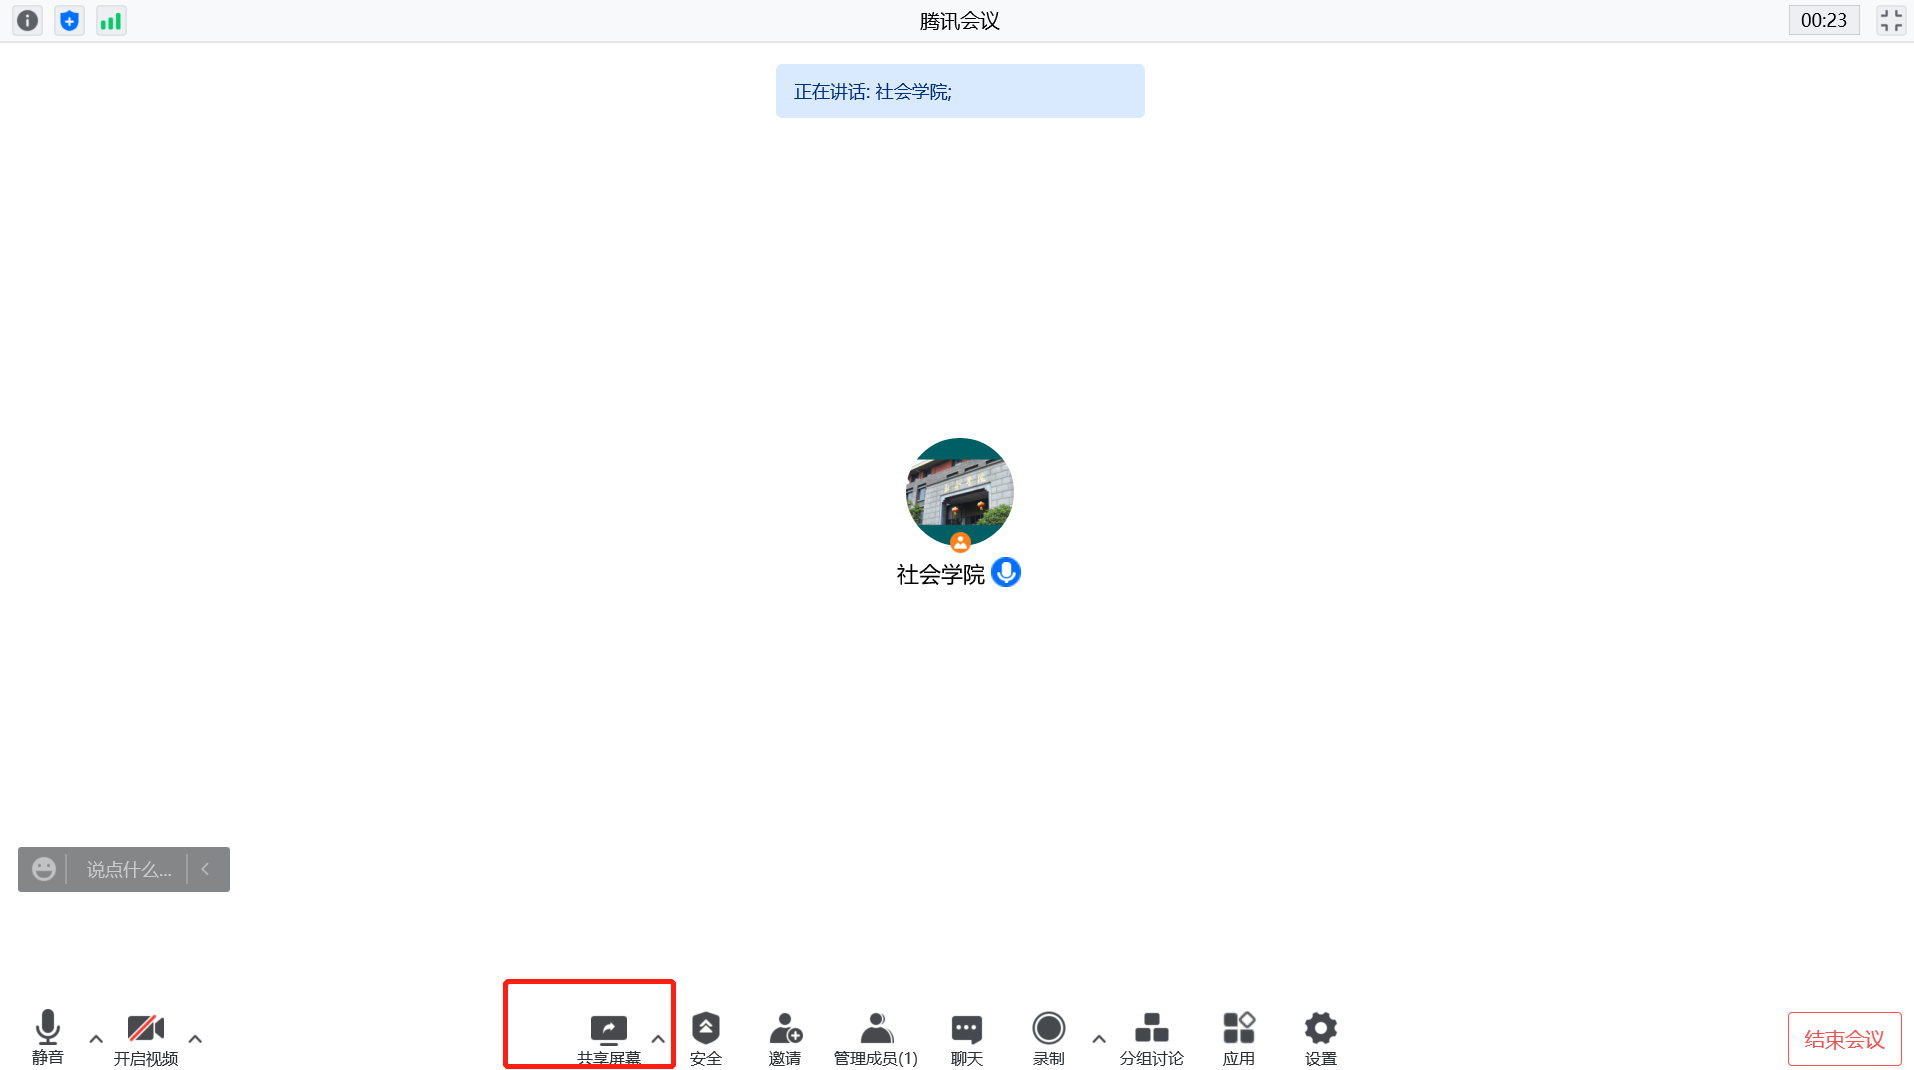 腾讯会议
00:23
正在讲话: 社会学院;
社会学院
说点什么...
静音
开启视频
共享屏幕
安全
邀请
管理成员(1)
聊天
录制
分组讨论
应用
设置
结束会议